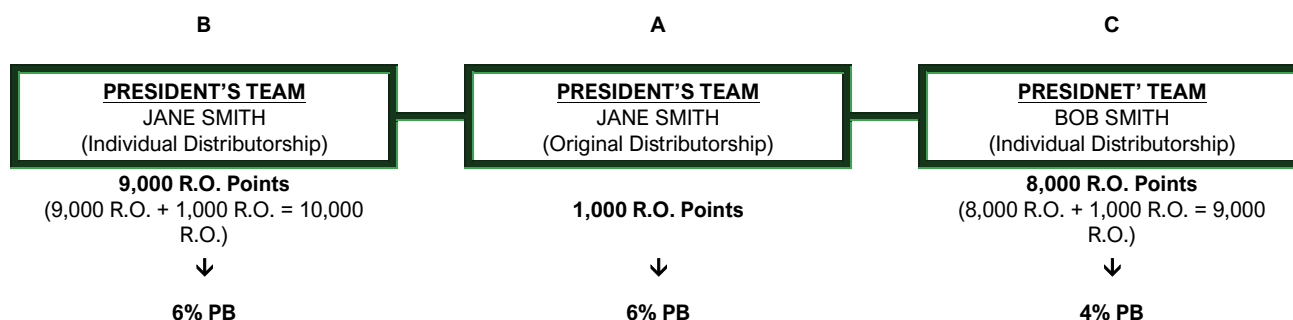 B
A
C
PRESIDENT’S TEAM
JANE SMITH
(Individual Distributorship)
PRESIDENT’S TEAM
JANE SMITH
(Original Distributorship)
PRESIDNET’ TEAM
BOB SMITH
(Individual Distributorship)
9,000 R.O. Points
(9,000 R.O. + 1,000 R.O. = 10,000
R.O.)
1,000 R.O. Points
8,000 R.O. Points
(8,000 R.O. + 1,000 R.O. = 9,000
R.O.)
6% PB
6% PB
4% PB